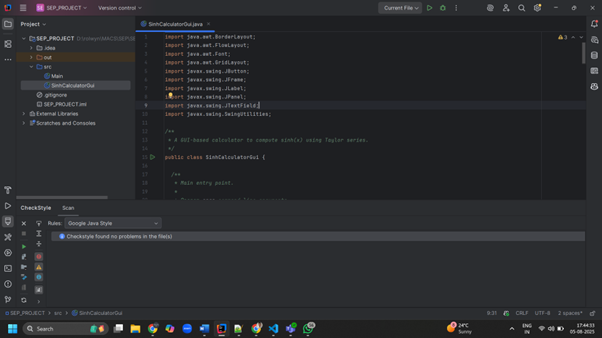 SE SEP_PROJECT Version control Current File
Project SinhCalculatorGui.java
SEP_PROJECT
.idea
out
src
Main
SinhCalculatorGui
.gitignore
SEP_PROJECT.iml
External Libraries
Scratches and Consoles
1 import java.awt.BorderLayout;
2 import java.awt.FlowLayout;
3 import java.awt.Font;
4 import java.awt.GridLayout;
5 import javax.swing.JButton;
6 import javax.swing.JFrame;
7 import javax.swing.JLabel;
8 import javax.swing.JPanel;
9 import javax.swing.JTextField;
10 import javax.swing.SwingUtilities;
11
12 /**
13 * A GUI-based calculator to compute sinh(x) using Taylor series.
14 */
15 public class SinhCalculatorGui {
16
17 /**
18 * Main entry point.
19 *
3
CheckStyle Scan
Rules: Google Java Style
Checkstyle found no problems in the file(s)
SEP_PROJECT > src > SinhCalculatorGui 9:31 CRLF UTF-8 2 spaces*
Search
24°C
Sunny
ENG
IN
17:44:33
05-08-2025